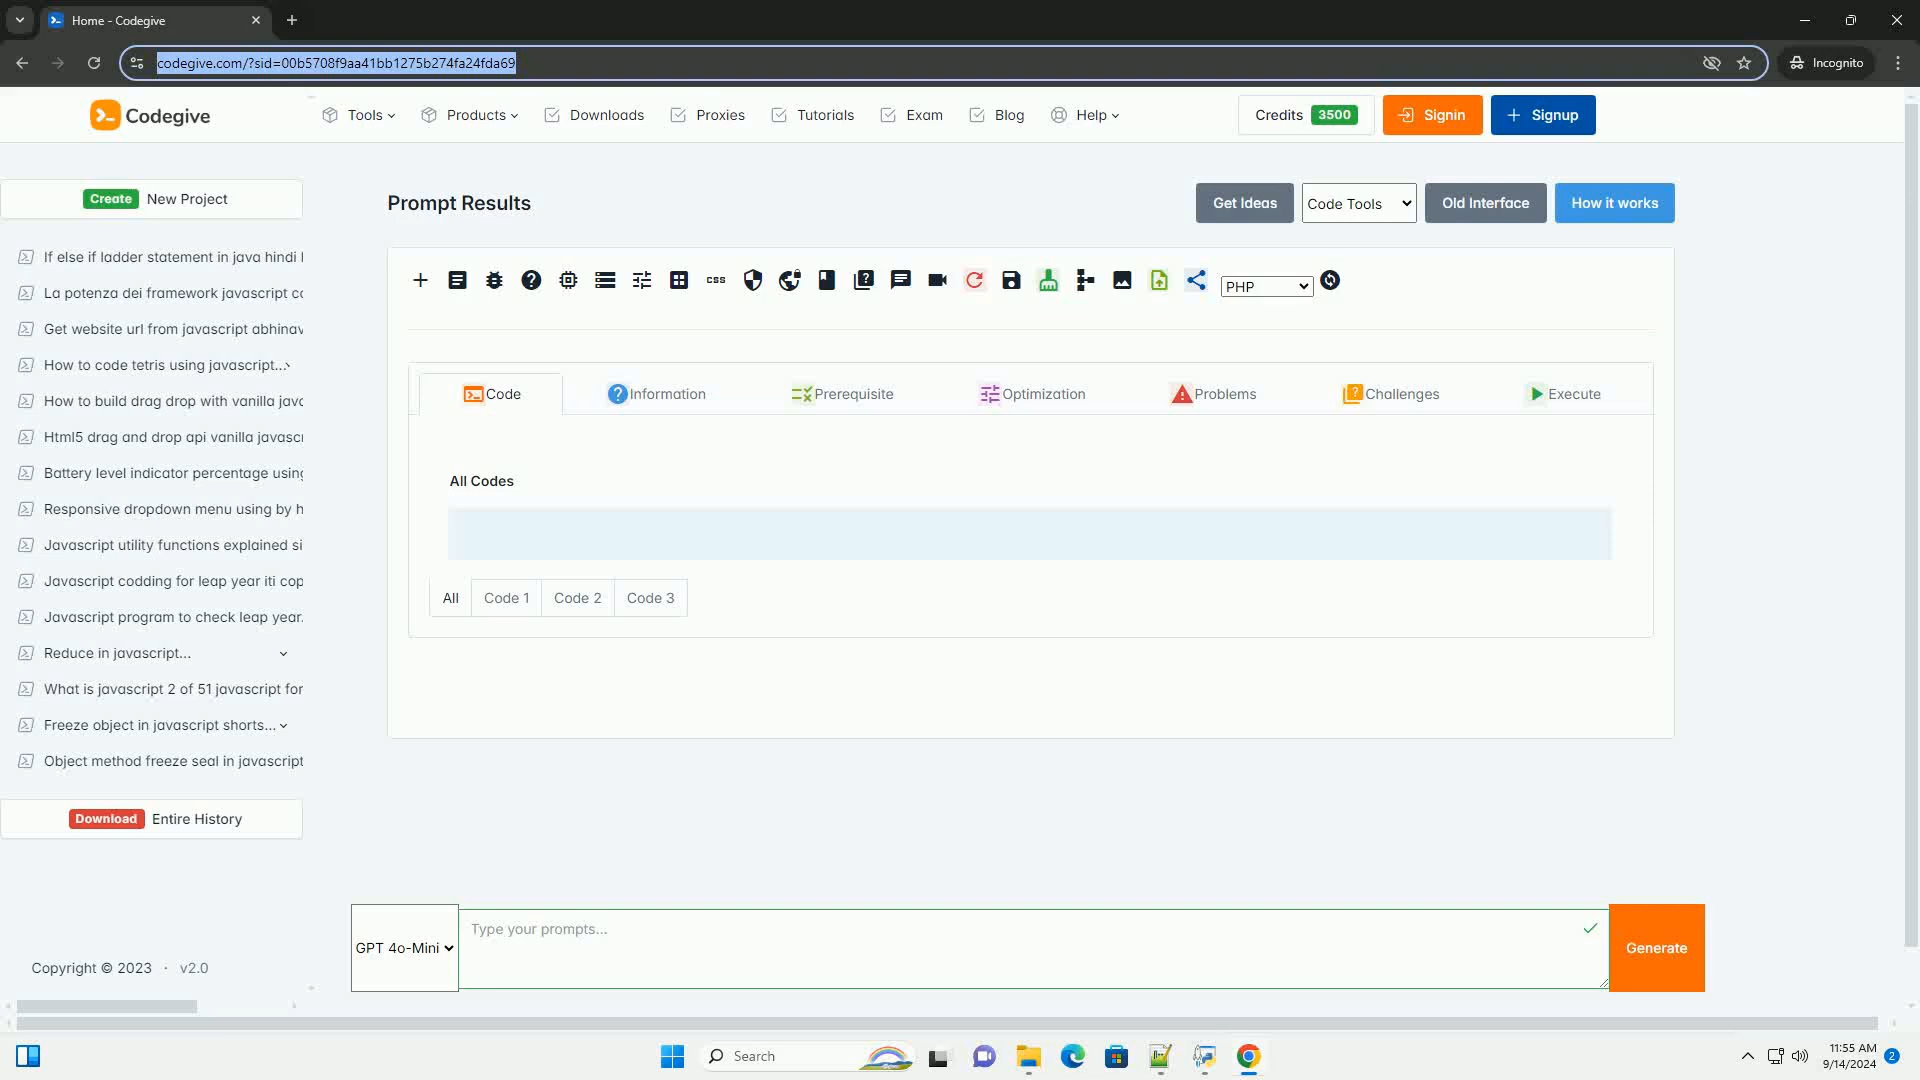 Home - Codegive
codegive.com/?sid=00b5708f9aa41bb1275b274fa24fda69
Incognito
Codegive
Tools
Products
Downloads
Proxies
Tutorials
Exam
Blog
Help
Credits 3500
Signin
Signup
Create New Project
If else if ladder statement in java hindi
La potenza dei framework javascript
Get website url from javascript abhinav
How to code tetris using javascript...
How to build drag drop with vanilla
Html5 drag and drop api vanilla
Battery level indicator percentage using
Responsive dropdown menu using by h
Javascript utility functions explained si
Javascript codding for leap year iti cop
Javascript program to check leap year.
Reduce in javascript...
What is javascript 2 of 51 javascript for
Freeze object in javascript shorts...
Object method freeze seal in javascript
Download Entire History
Copyright © 2023 · v2.0
Prompt Results
Get Ideas
Code Tools
Old Interface
How it works
css
PHP
Code
Information
Prerequisite
Optimization
Problems
Challenges
Execute
All Codes
All
Code 1
Code 2
Code 3
GPT 4o-Mini
Type your prompts...
Generate
Search
11:55 AM
9/14/2024
2